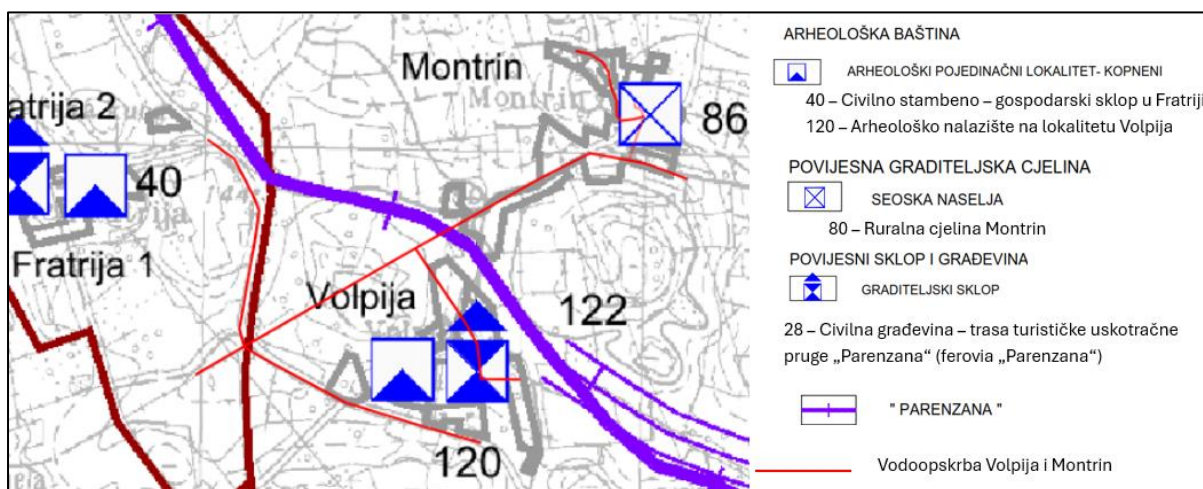 Montrin
Montrin
86
atrija 2
40
Fratrija 1
Volpija
122
120
ARHEOLOŠKA BAŠTINA
ARHEOLOŠKI POJEDINAČNI LOKALITET- KOPNENI
40 – Civilno stambeno – gospodarski sklop u Fratriji
120 – Arheološko nalazište na lokalitetu Volpija
POVIJESNA GRADITELJSKA CJELINA
SEOSKA NASELJA
80 – Ruralna cjelina Montrin
POVIJESNI SKLOP I GRAĐEVINA
GRADITELJSKI SKLOP
28 – Civilna građevina – trasa turističke uskotračne
pruge „Parenzana“ (ferovia „Parenzana“)
" PARENZANA "
Vodoopskrba Volpija i Montrin